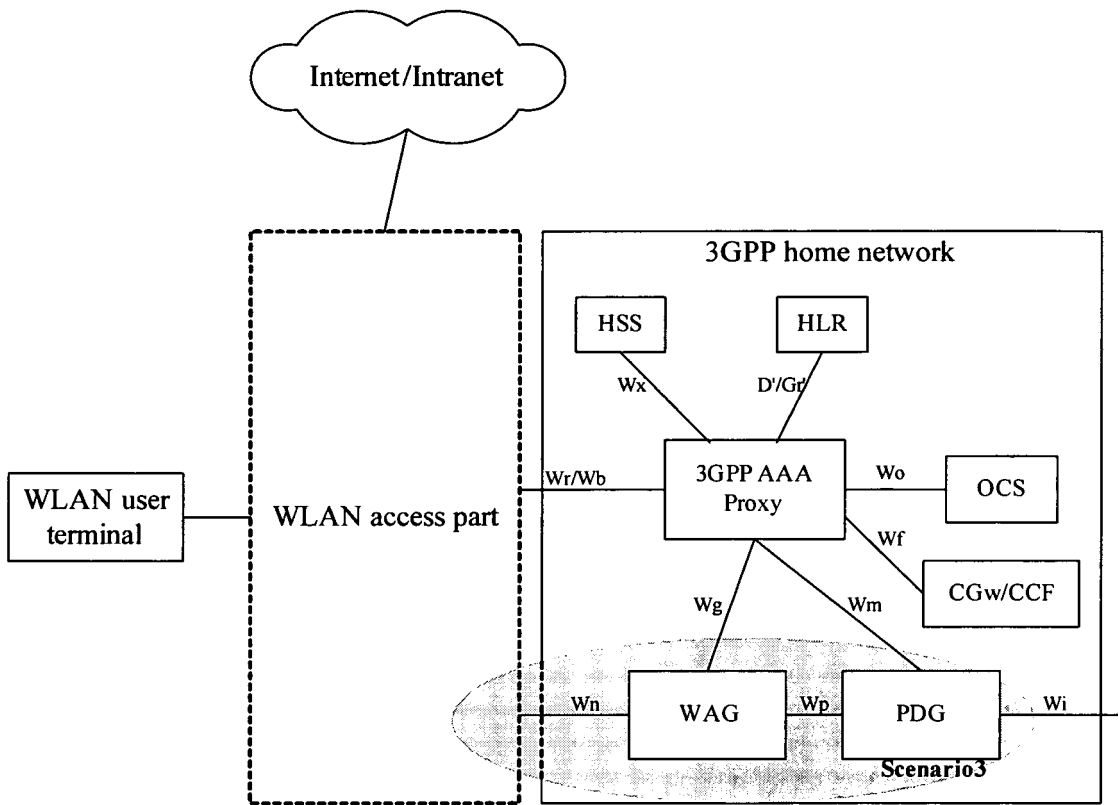 Internet/Intranet
3GPP home network
HSS
HLR
Wx
D'/Gr'
WLAN user
terminal
WLAN access part
Wr/Wb
3GPP AAA
Proxy
Wo
OCS
Wf
CGw/CCF
Wg
Wm
Wn
WAG
Wp
PDG
Wi
Scenario3